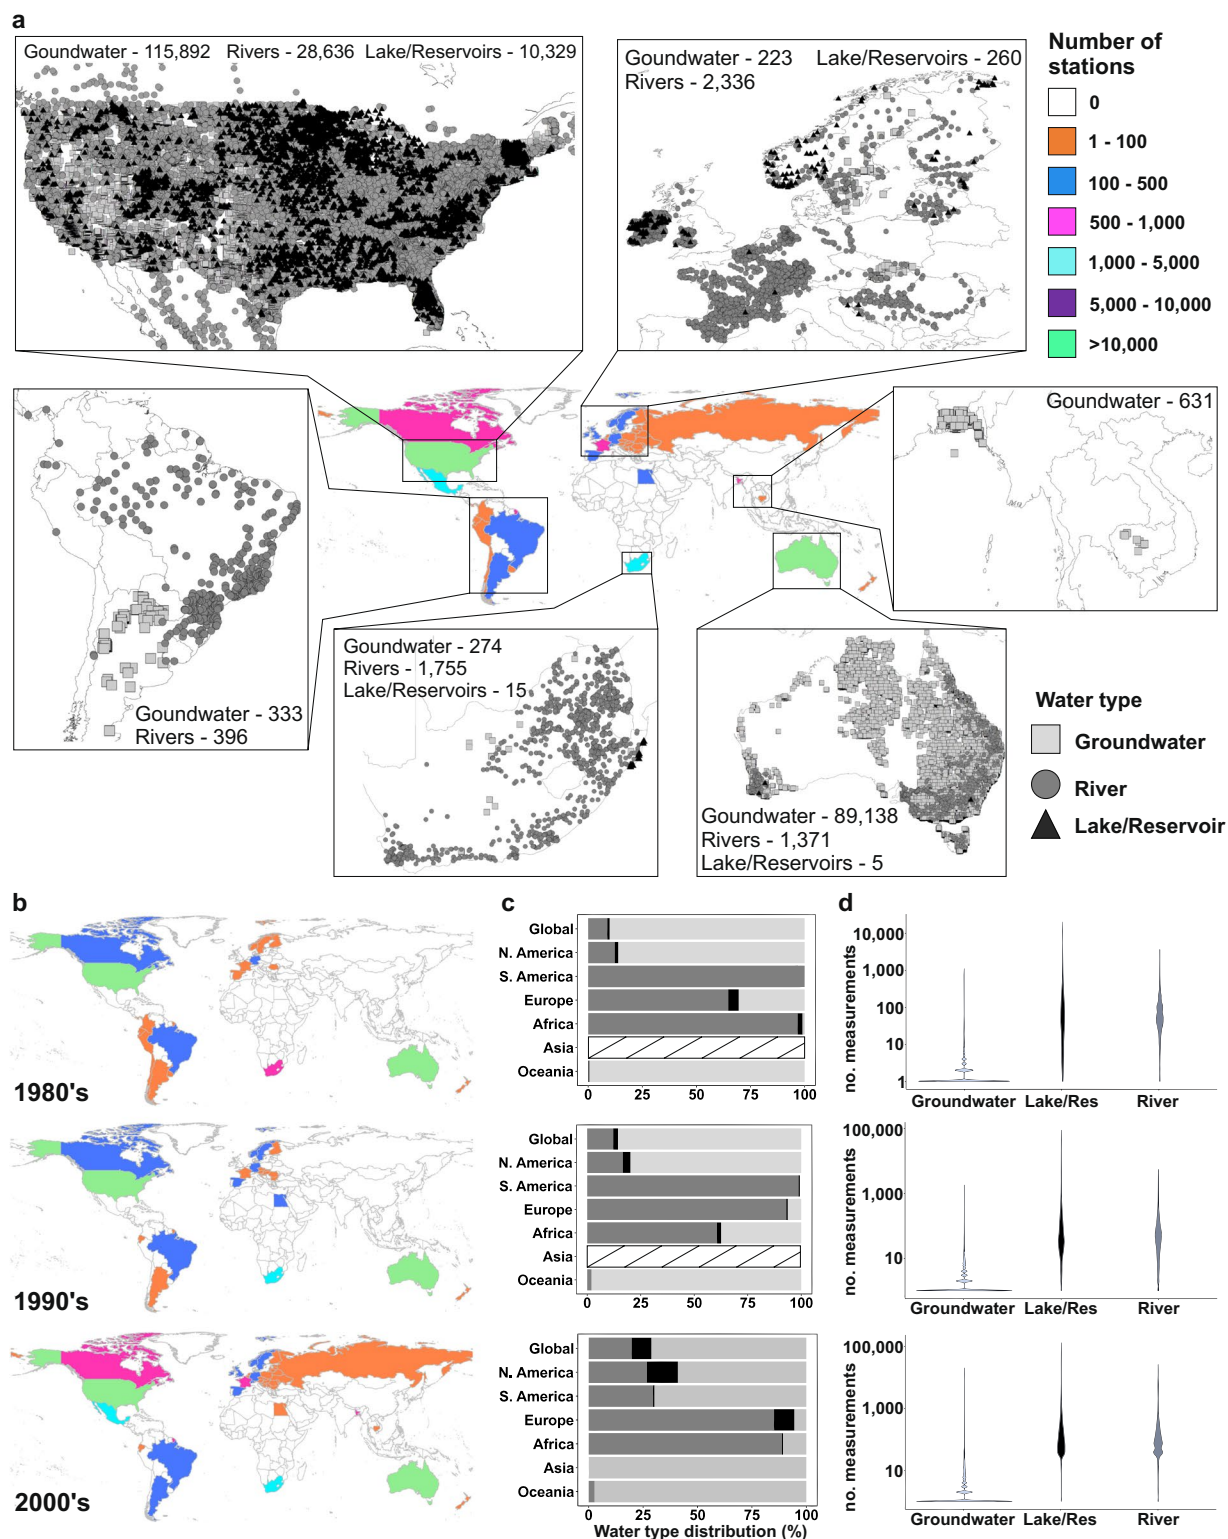 a
Goundwater - 115,892 Rivers - 28,636 Lake/Reservoirs - 10,329
Goundwater - 223 Lake/Reservoirs - 260
Rivers - 2,336
Number of
stations
0
1 - 100
100 - 500
500 - 1,000
1,000 - 5,000
5,000 - 10,000
>10,000
Goundwater - 631
Goundwater - 333
Rivers - 396
Goundwater - 274
Rivers - 1,755
Lake/Reservoirs - 15
Goundwater - 89,138
Rivers - 1,371
Lake/Reservoirs - 5
Water type
Groundwater
River
Lake/Reservoir
b
1980's
1990's
2000's
c
Global
N. America
S. America
Europe
Africa
Asia
Oceania
Global
N. America
S. America
Europe
Africa
Asia
Oceania
0 25 50 75 100
Global
N. America
S. America
Europe
Africa
Asia
Oceania
0 25 50 75 100
Water type distribution (%)
d
no. measurements
10,000
1,000
100
10
1
Groundwater Lake/Res River
no. measurements
100,000
1,000
10
Groundwater Lake/Res River
no. measurements
100,000
1,000
10
Groundwater Lake/Res River